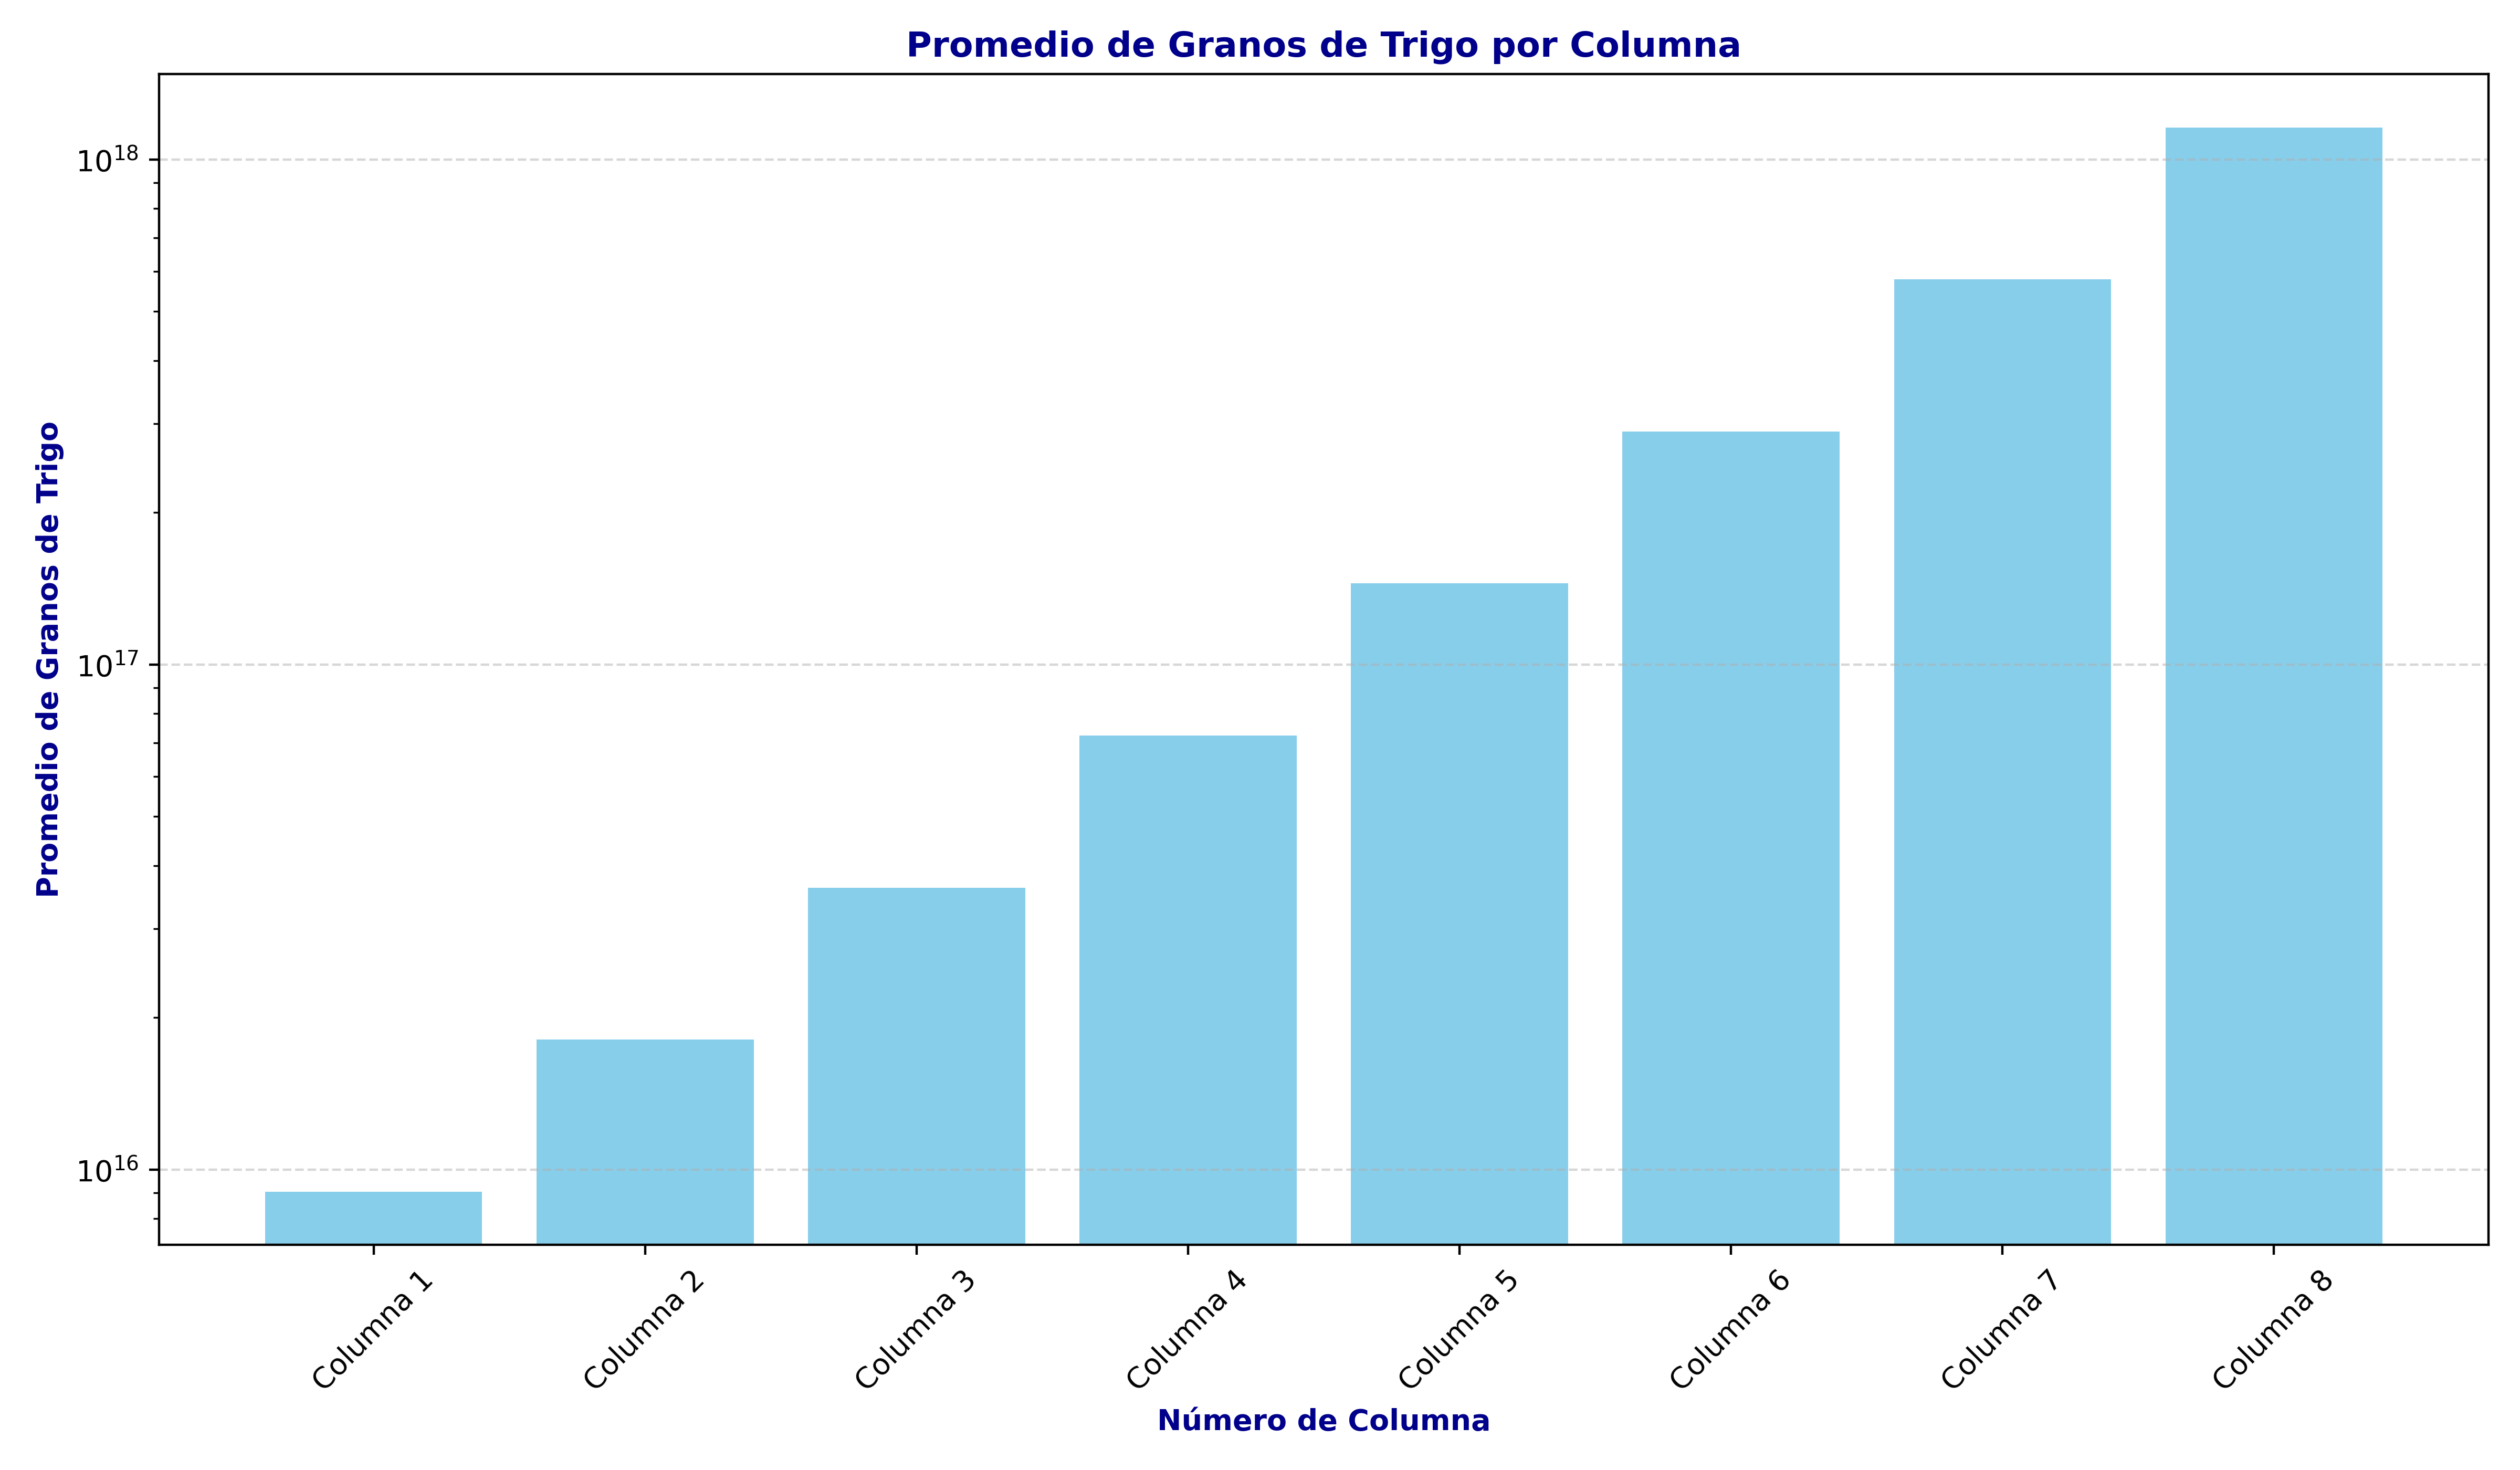 Promedio de Granos de Trigo por Columna
Promedio de Granos de Trigo
10^18
10^17
10^16
Columna 1
Columna 2
Columna 3
Columna 4
Columna 5
Columna 6
Columna 7
Columna 8
Número de Columna